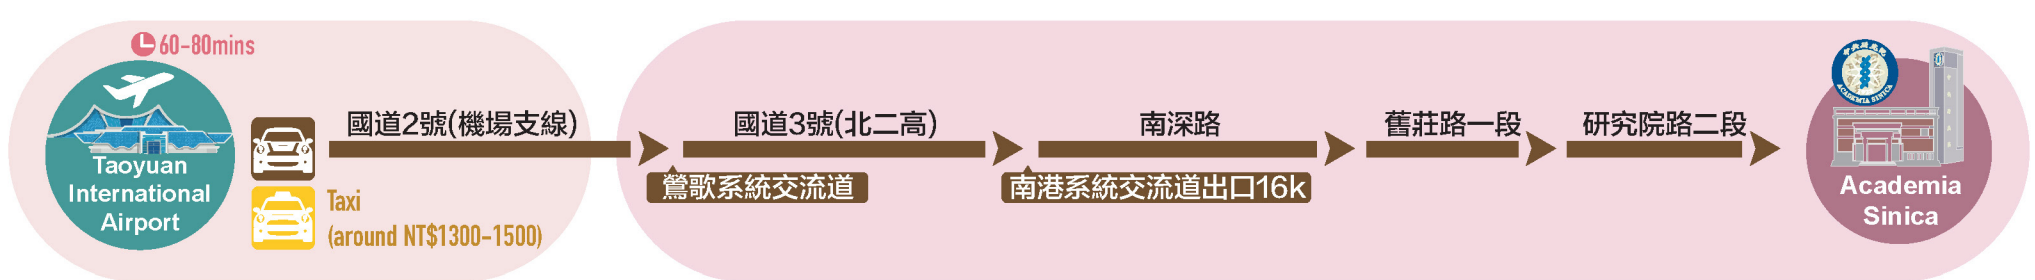 60-80mins
Taoyuan
International
Airport
國道2號(機場支線)
Taxi
(around NT$1300-1500)
鶯歌系統交流道
國道3號(北二高)
南港系統交流道出口16k
南深路
舊莊路一段
研究院路二段
ACADEMIA SINICA
Academia
Sinica